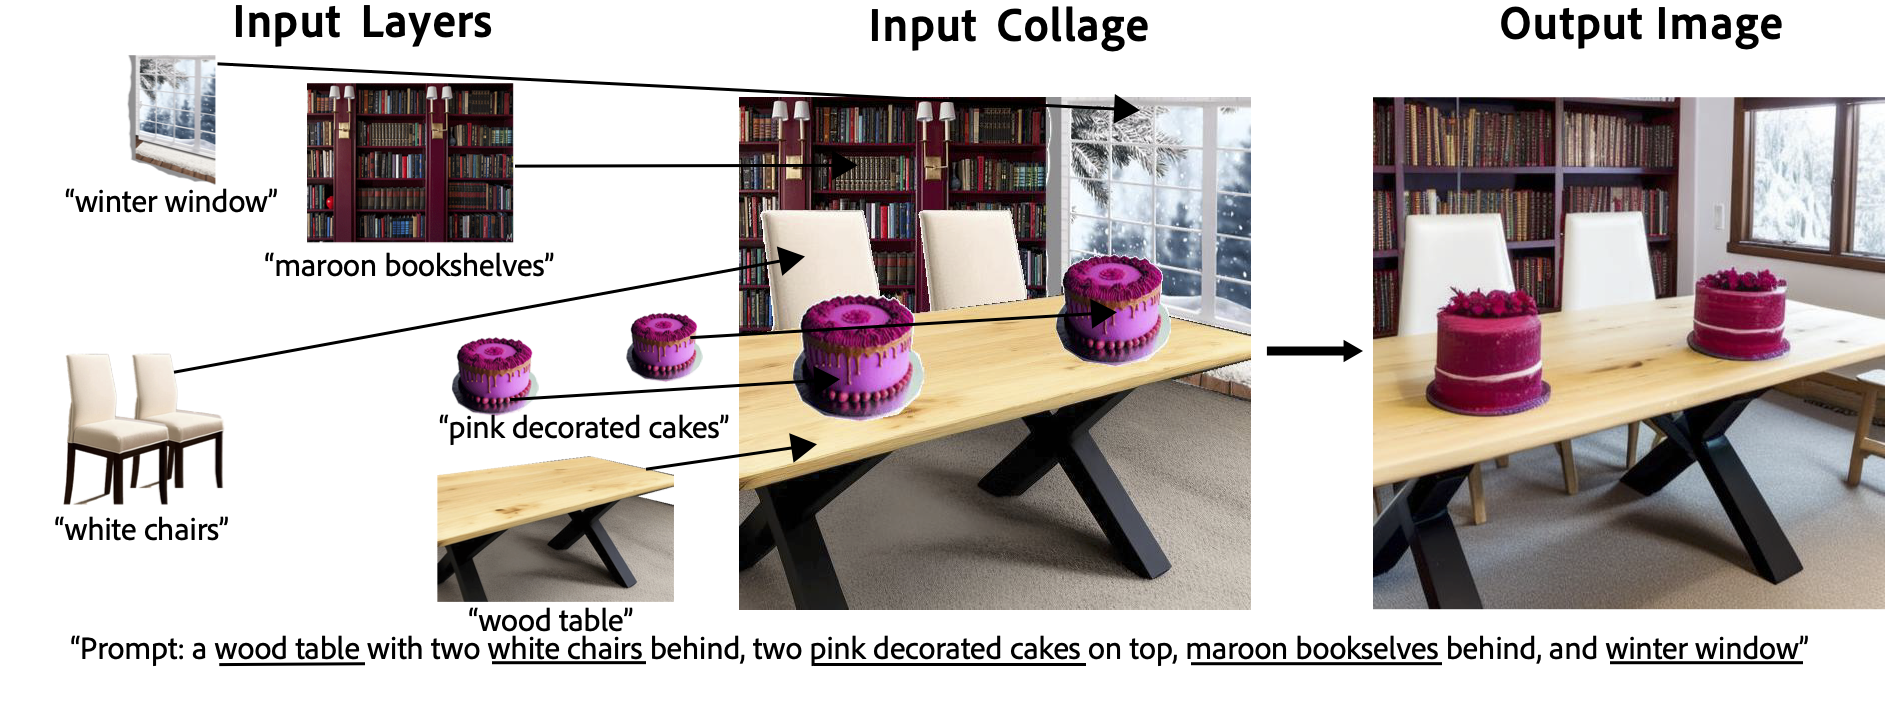 Input Layers
Input Collage
Output Image
“winter window”
“maroon bookshelves”
“white chairs”
“pink decorated cakes”
“wood table”
“Prompt: a wood table with two white chairs behind, two pink decorated cakes on top, maroon bookselves behind, and winter window”